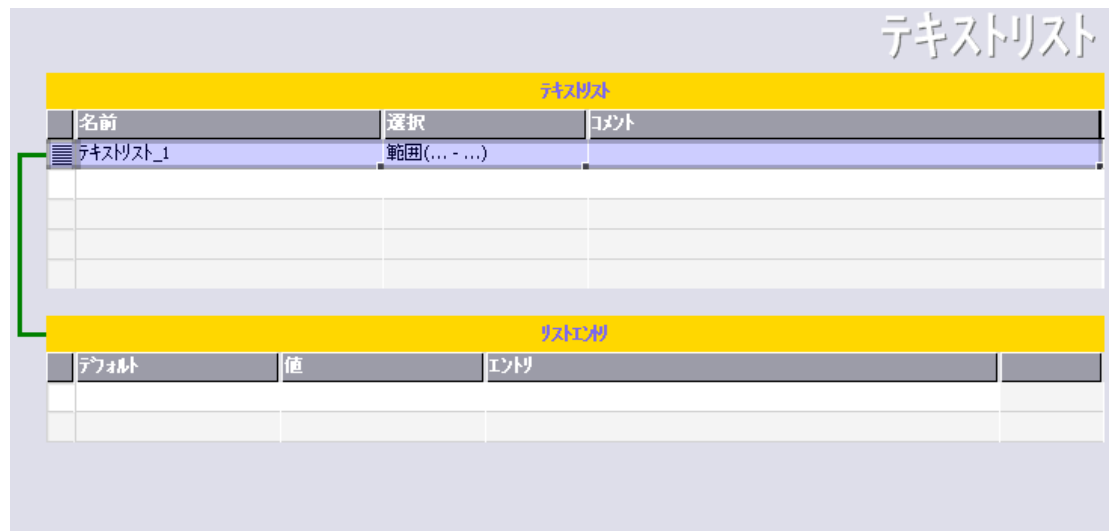 テキストリスト
テキストリスト
名前 選択 コメント
テキストリスト_1 範囲(... - ...)
リストエントリ
デフォルト 値 エントリ